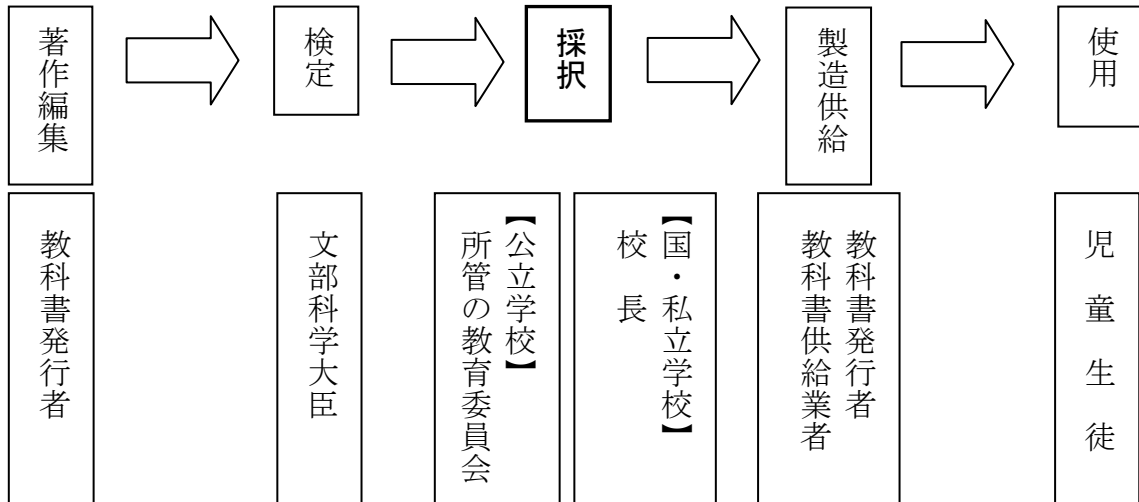 著作編集
検定
採択
製造供給
使用
教科書発行者
文部科学大臣
【公立学校】
所管の教育委員会
【国・私立学校】
校長
教科書発行者
教科書供給業者
児童生徒